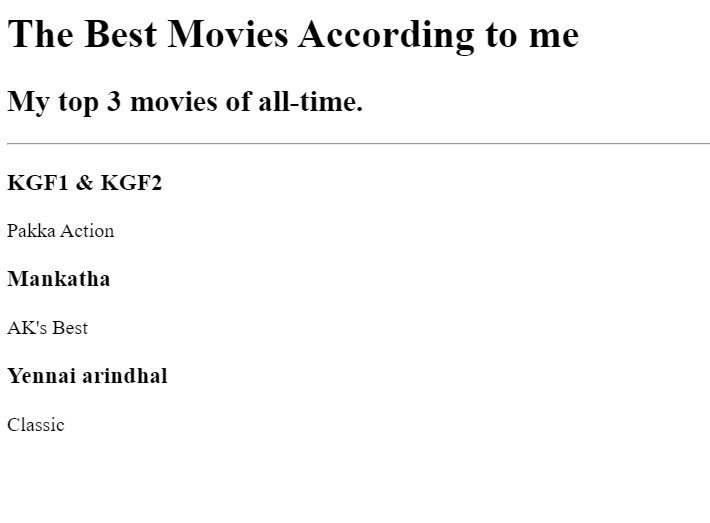 The Best Movies According to me
My top 3 movies of all-time.
KGF1 & KGF2
Pakka Action
Mankatha
AK's Best
Yennai arindhal
Classic